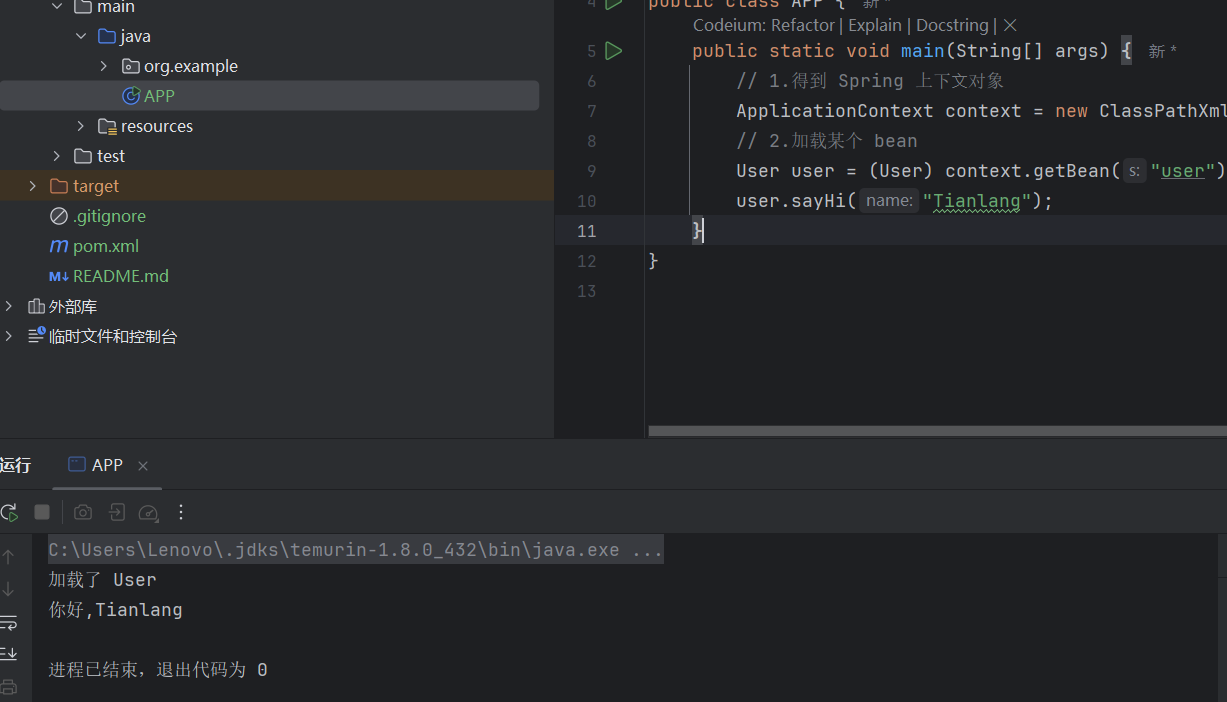 main
java
org.example
APP
resources
test
target
.gitignore
pom.xml
M↓ README.md
外部库
临时文件和控制台
4 public class APP { 新 *
Codeium: Refactor | Explain | Docstring | ×
5 public static void main(String[] args) { 新 *
6 // 1.得到 Spring 上下文对象
7 ApplicationContext context = new ClassPathXml
8 // 2.加载某个 bean
9 User user = (User) context.getBean( s: "user")
10 user.sayHi( name: "Tianlang");
11 }
12 }
13
运行 APP ×
C:\Users\Lenovo\.jdks\temurin-1.8.0_432\bin\java.exe ...
加载了 User
你好,Tianlang
进程已结束，退出代码为 0